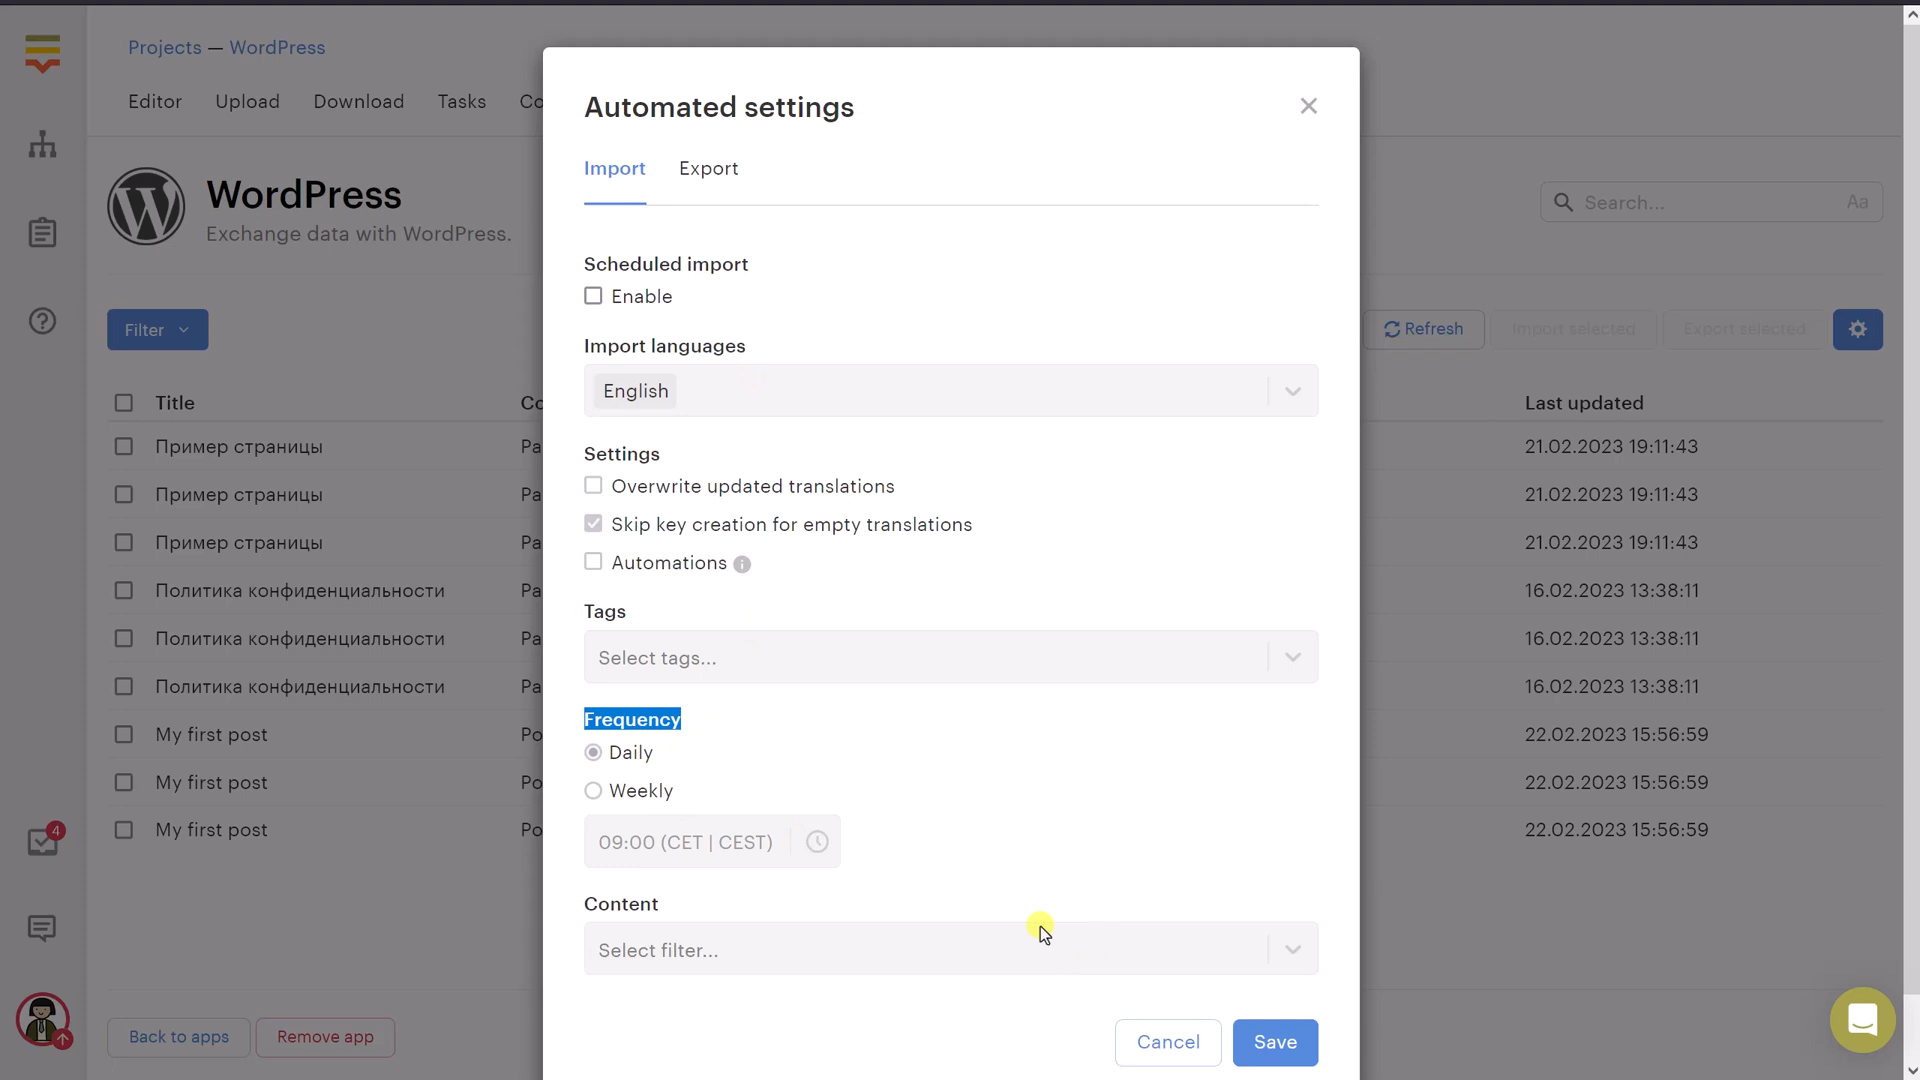 Projects — WordPress
Editor Upload Download Tasks Co
WordPress
Exchange data with WordPress.
Search... Aa
Filter
Refresh Import selected Export selected
Title Co Last updated
Пример страницы Pa 21.02.2023 19:11:43
Пример страницы Pa 21.02.2023 19:11:43
Пример страницы Pa 21.02.2023 19:11:43
Политика конфиденциальности Pa 16.02.2023 13:38:11
Политика конфиденциальности Pa 16.02.2023 13:38:11
Политика конфиденциальности Pa 16.02.2023 13:38:11
My first post Po 22.02.2023 15:56:59
My first post Po 22.02.2023 15:56:59
My first post Po 22.02.2023 15:56:59
4
Back to apps Remove app
Automated settings
Import Export
Scheduled import
Enable
Import languages
English
Settings
Overwrite updated translations
Skip key creation for empty translations
Automations
Tags
Select tags...
Frequency
Daily
Weekly
09:00 (CET | CEST)
Content
Select filter...
Cancel Save